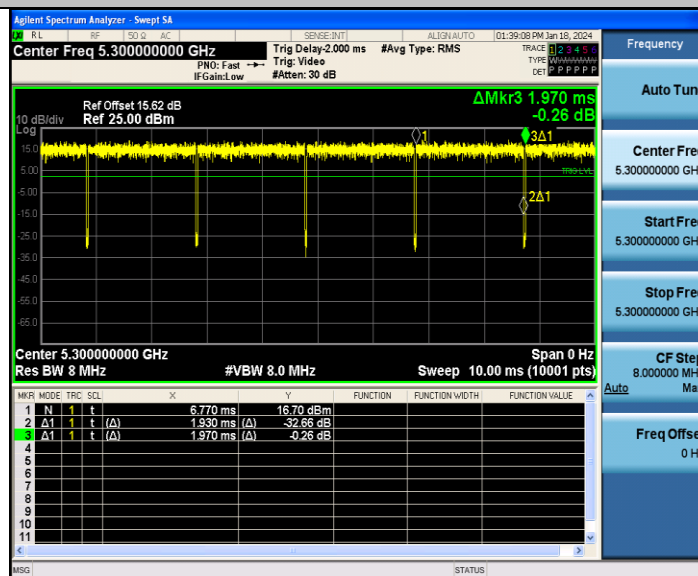 Agilent Spectrum Analyzer - Swept SA
RL RF 50 Ω AC SENSE:INT ALIGN AUTO 01:39:08 PM Jan 18, 2024
Center Freq 5.300000000 GHz
PNO: Fast
IFGain:Low
Trig Delay-2.000 ms
Trig: Video
#Atten: 30 dB
#Avg Type: RMS
TRACE 1 2 3 4 5 6
TYPE
DET P P P P P P
Ref Offset 15.62 dB
10 dB/div Ref 25.00 dBm
Log
ΔMkr3 1.970 ms
-0.26 dB
15.0
5.00
-5.00
-15.0
-25.0
-35.0
-45.0
-55.0
-65.0
1
3Δ1
TRIG LVL
2Δ1
Center 5.300000000 GHz Span 0 Hz
Res BW 8 MHz #VBW 8.0 MHz Sweep 10.00 ms (10001 pts)
MKR MODE TRC SCL X Y FUNCTION FUNCTION WIDTH FUNCTION VALUE
1 N 1 t 6.770 ms 16.70 dBm
2 Δ1 1 t (Δ) 1.930 ms (Δ) -32.66 dB
3 Δ1 1 t (Δ) 1.970 ms (Δ) -0.26 dB
4
5
6
7
8
9
10
11
MSG STATUS
Frequency
Auto Tun
Center Fre
5.300000000 GH
Start Fre
5.300000000 GH
Stop Fre
5.300000000 GH
CF Step
8.000000 MH
Auto Ma
Freq Offse
0 H